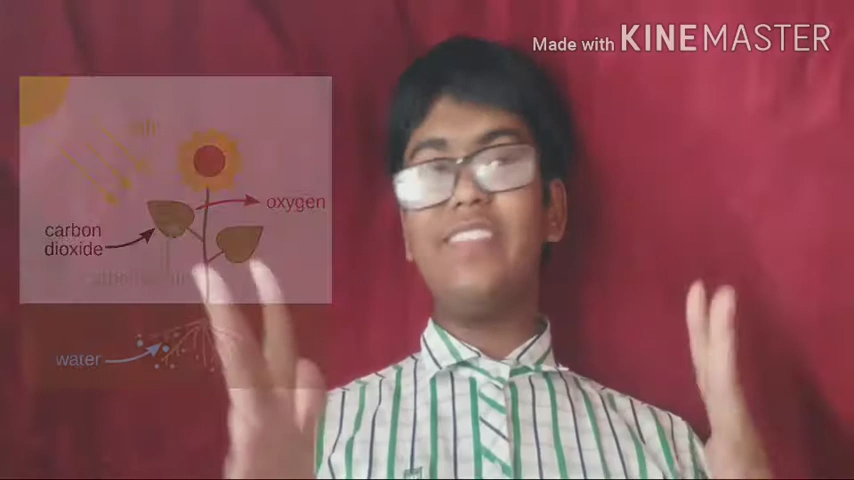 Made with KINEMASTER
oxygen
carbon
dioxide
water